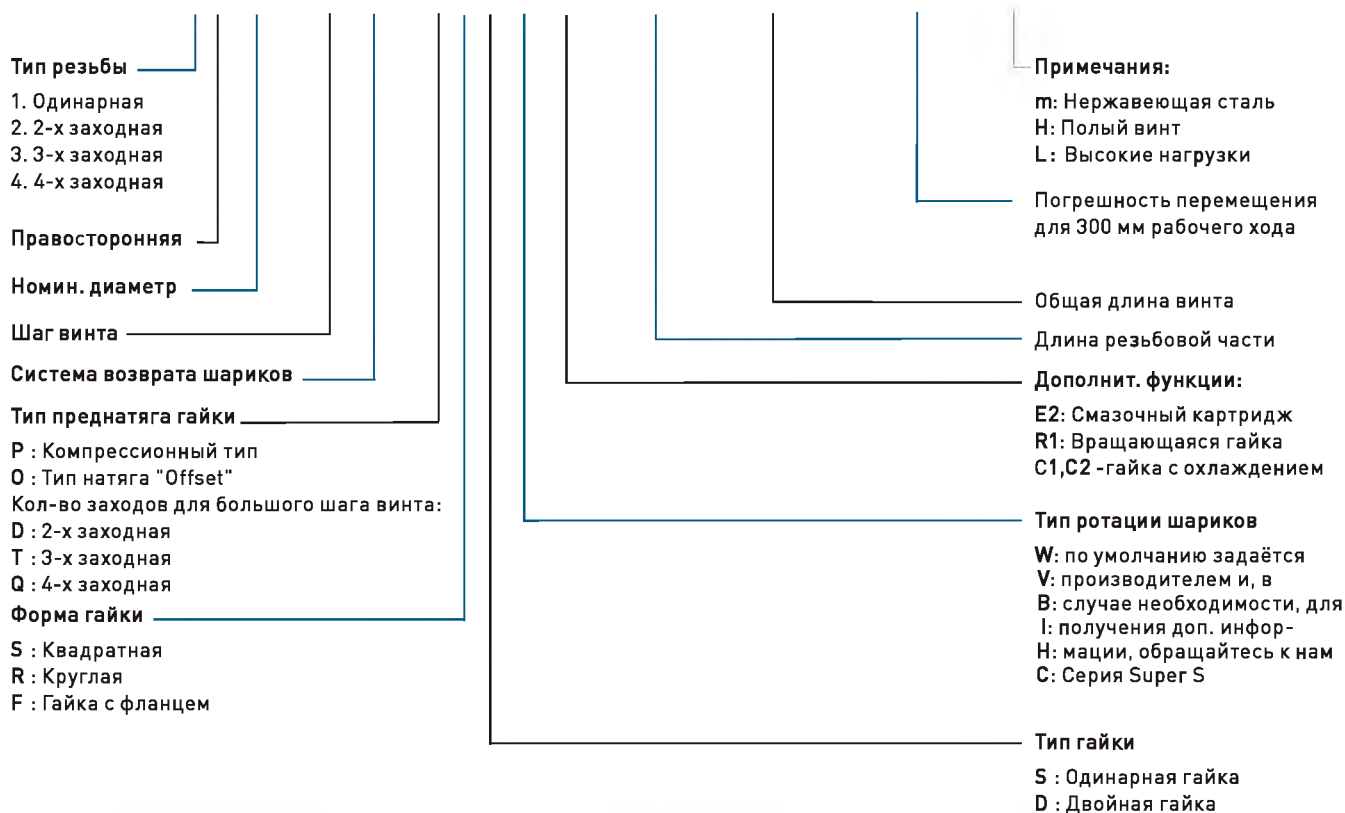 Тип резьбы
1. Одинарная
2. 2-х заходная
3. 3-х заходная
4. 4-х заходная
Правосторонняя
Номин. диаметр
Шаг винта
Система возврата шариков
Тип преднатяга гайки
P : Компрессионный тип
O : Тип натяга "Offset"
Кол-во заходов для большого шага винта:
D : 2-х заходная
T : 3-х заходная
Q : 4-х заходная
Форма гайки
S : Квадратная
R : Круглая
F : Гайка с фланцем
Примечания:
m: Нержавеющая сталь
H: Полый винт
L: Высокие нагрузки
Погрешность перемещения
для 300 мм рабочего хода
Общая длина винта
Длина резьбовой части
Дополнит. функции:
E2: Смазочный картридж
R1: Вращающаяся гайка
C1,C2 -гайка с охлаждением
Тип ротации шариков
W: по умолчанию задаётся
V: производителем и, в
B: случае необходимости, для
I: получения доп. инфор-
H: мации, обращайтесь к нам
C: Серия Super S
Тип гайки
S : Одинарная гайка
D : Двойная гайка